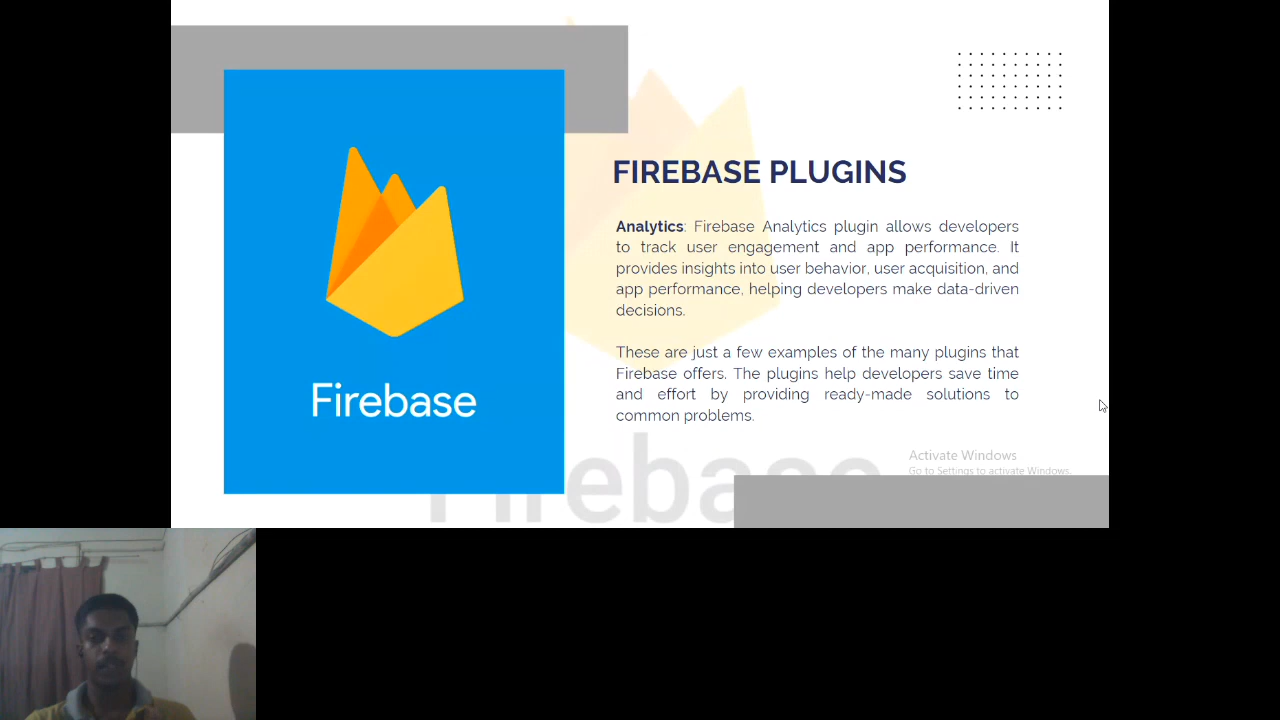 FIREBASE PLUGINS
Analytics: Firebase Analytics plugin allows developers
to track user engagement and app performance. It
provides insights into user behavior, user acquisition, and
app performance, helping developers make data-driven
decisions.
These are just a few examples of the many plugins that
Firebase offers. The plugins help developers save time
and effort by providing ready-made solutions to
common problems.
Firebase
Activate Windows
Go to Settings to activate Windows.
Firebase